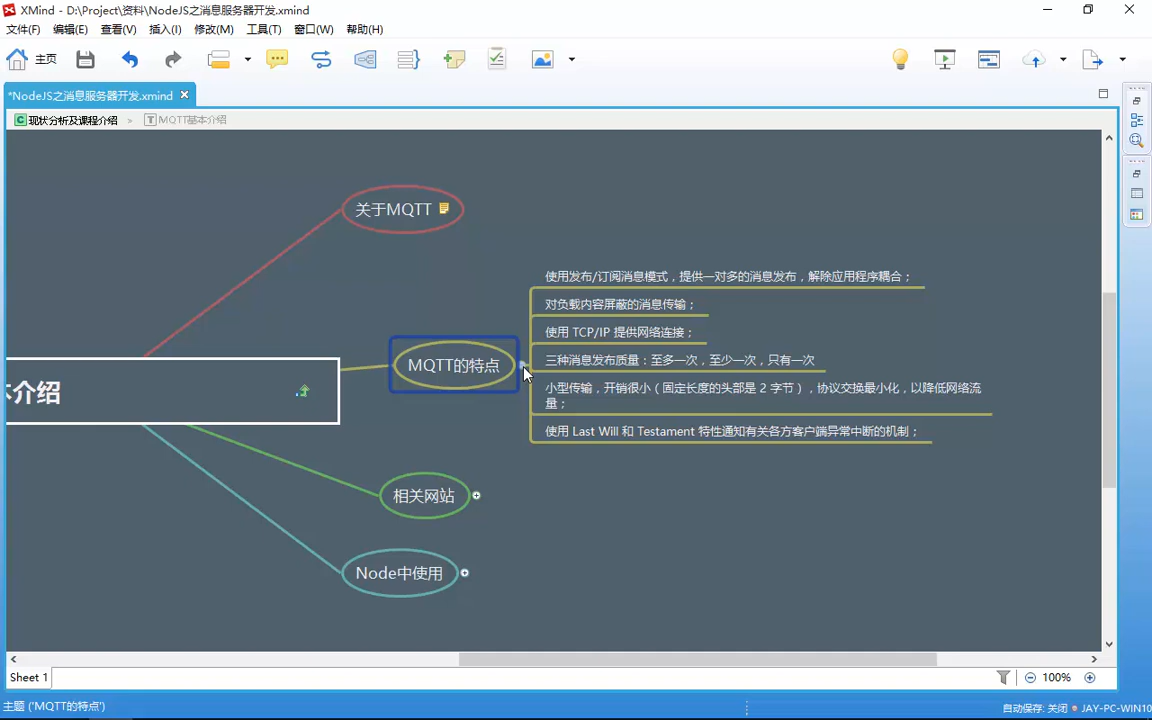 XMind - D:\Project\资料\NodeJS之消息服务器开发.xmind
文件(F) 编辑(E) 查看(V) 插入(I) 修改(M) 工具(T) 窗口(W) 帮助(H)
主页
*NodeJS之消息服务器开发.xmind
C 现状分析及课程介绍 > T MQTT基本介绍
关于MQTT
使用发布/订阅消息模式，提供一对多的消息发布，解除应用程序耦合；
对负载内容屏蔽的消息传输；
使用 TCP/IP 提供网络连接；
MQTT的特点
三种消息发布质量：至多一次，至少一次，只有一次
小型传输，开销很小（固定长度的头部是 2 字节），协议交换最小化，以降低网络流
量；
介绍
使用 Last Will 和 Testament 特性通知有关各方客户端异常中断的机制；
相关网站
Node中使用
Sheet 1
100%
主题 ('MQTT的特点')
自动保存: 关闭
JAY-PC-WIN10